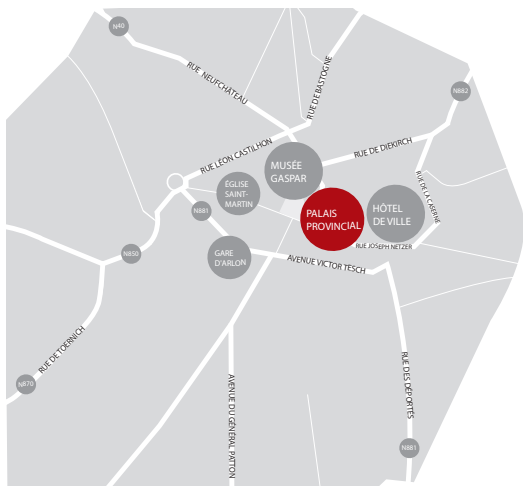 N40
RUE NEUFCHÂTEAU
RUE DE BASTOGNE
N882
RUE LÉON CASTILHON
RUE DE DIEKIRCH
MUSÉE
GASPAR
ÉGLISE
SAINT-
MARTIN
RUE DE LA CASERNE
N881
PALAIS
PROVINCIAL
HÔTEL
DE VILLE
RUE JOSEPH NETZER
N850
GARE
D'ARLON
AVENUE VICTOR TESCH
RUE DE TOERNICH
N870
AVENUE DU GÉNÉRAL PATTON
RUE DES DÉPORTÉS
N881